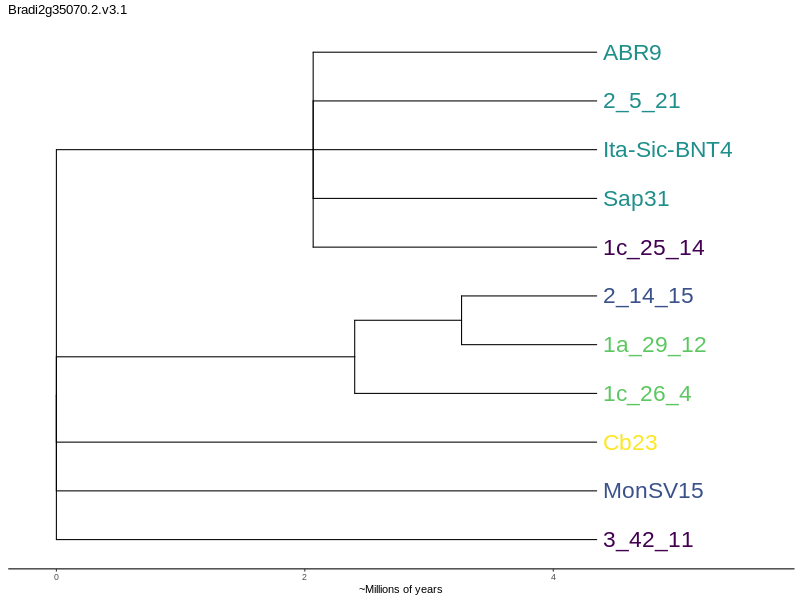 Bradi2g35070.2.v3.1
ABR9
2_5_21
Ita-Sic-BNT4
Sap31
1c_25_14
2_14_15
1a_29_12
1c_26_4
Cb23
MonSV15
3_42_11
0 2 4
~Millions of years